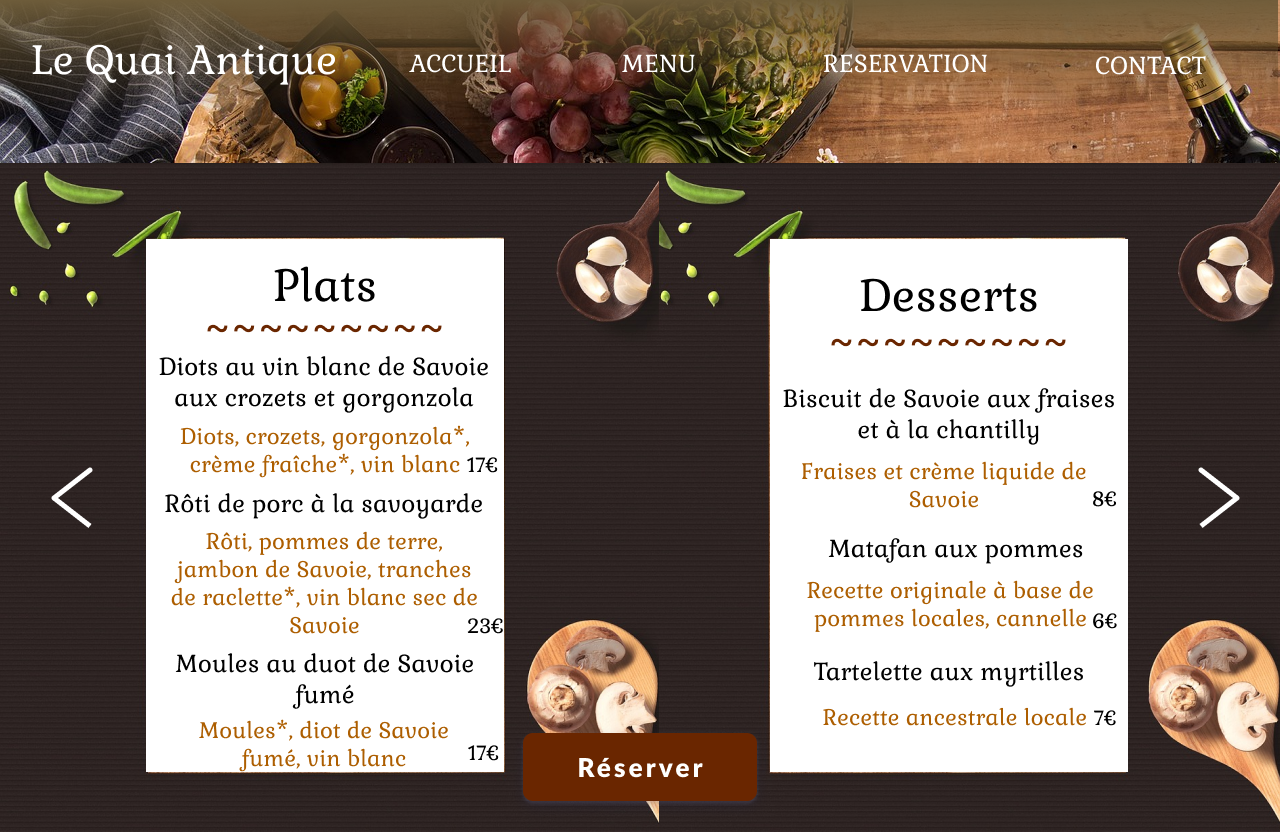 Le Quai Antique
ACCUEIL
MENU
RESERVATION
CONTACT
Plats
~~~~~~~~~
Diots au vin blanc de Savoie
aux crozets et gorgonzola
Diots, crozets, gorgonzola*,
crème fraîche*, vin blanc 17€
Rôti de porc à la savoyarde
Rôti, pommes de terre,
jambon de Savoie, tranches
de raclette*, vin blanc sec de
Savoie 23€
Moules au duot de Savoie
fumé
Moules*, diot de Savoie
fumé, vin blanc 17€
Desserts
~~~~~~~~~
Biscuit de Savoie aux fraises
et à la chantilly
Fraises et crème liquide de
Savoie 8€
Matafan aux pommes
Recette originale à base de
pommes locales, cannelle 6€
Tartelette aux myrtilles
Recette ancestrale locale 7€
Réserver